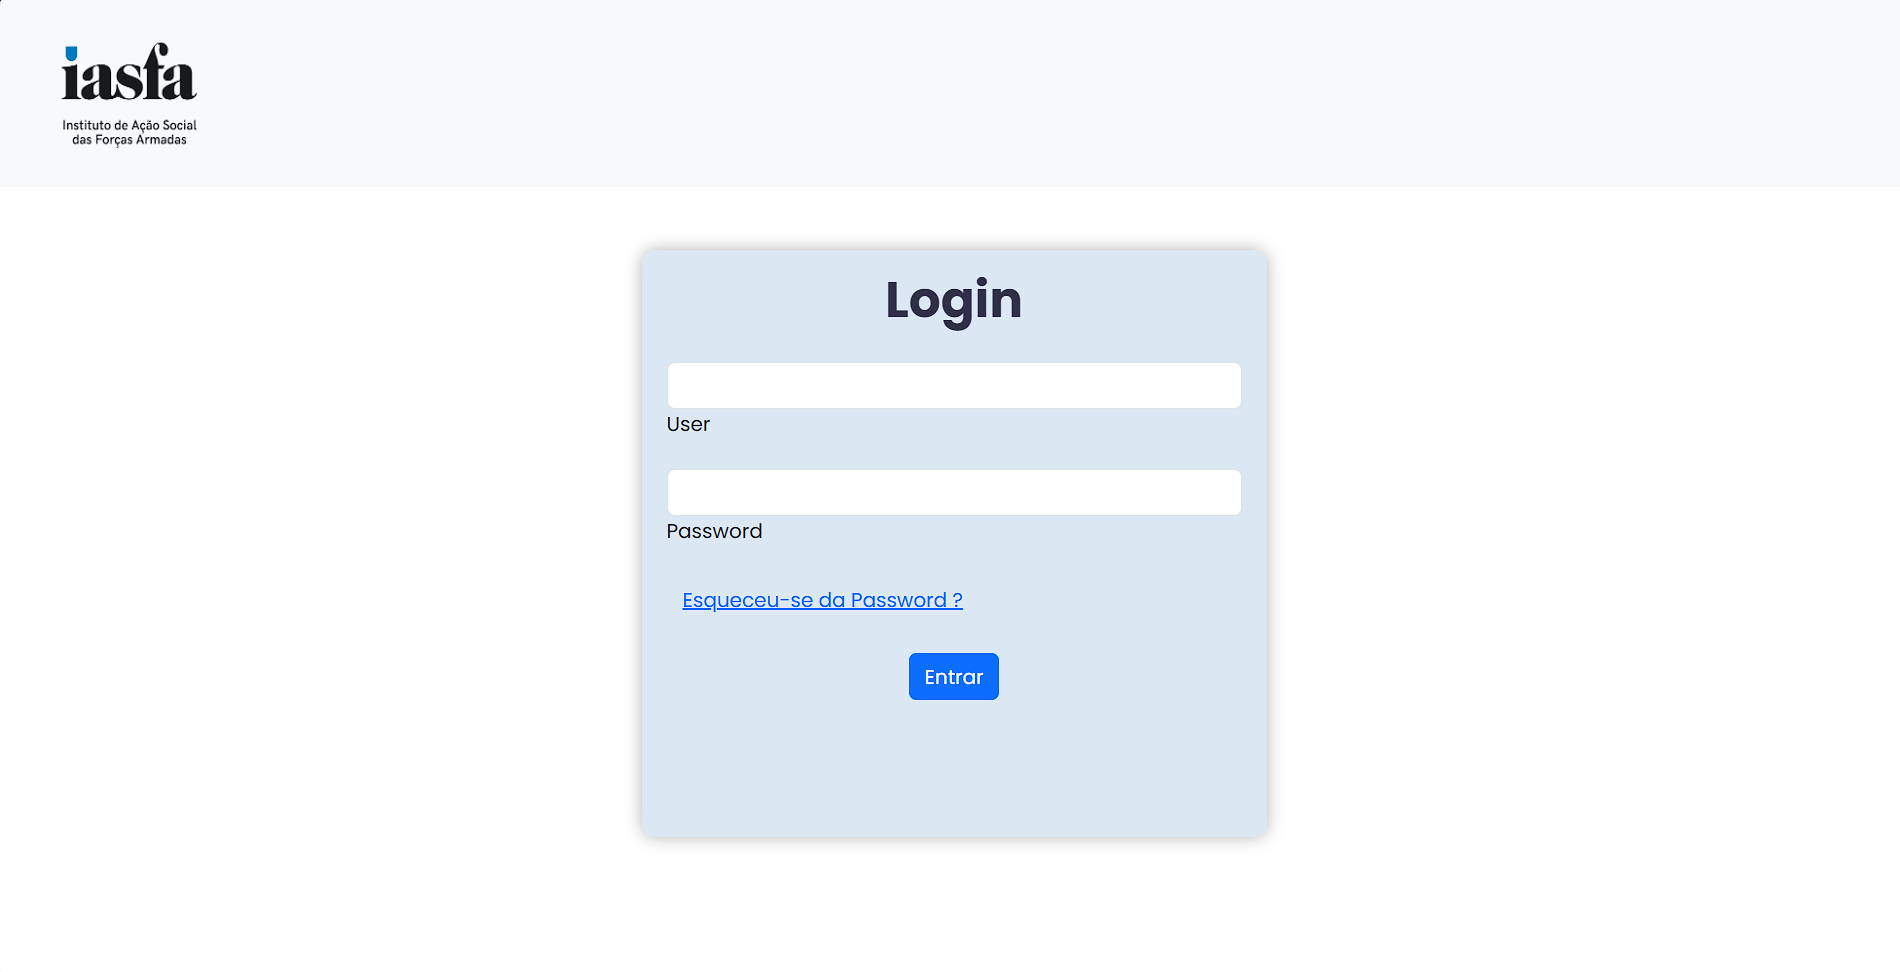 iasfa
Instituto de Ação Social
das Forças Armadas
Login
User
Password
Esqueceu-se da Password ?
Entrar